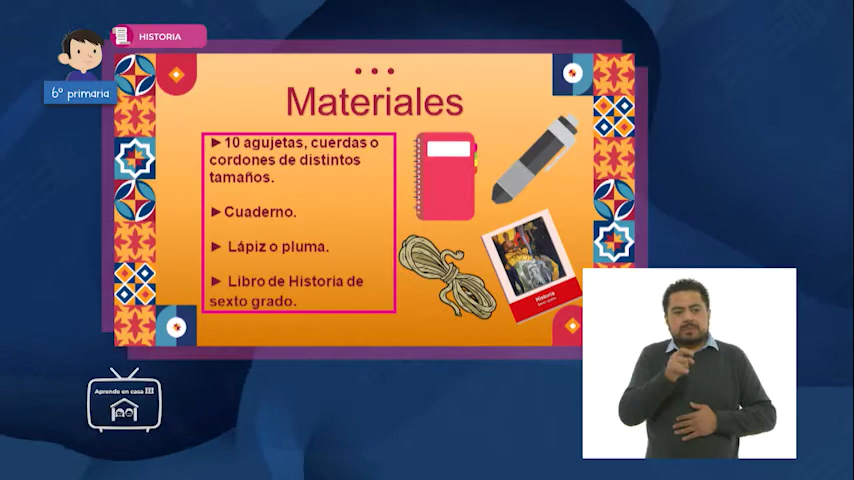 HISTORIA
6° primaria
Materiales
►10 agujetas, cuerdas o
cordones de distintos
tamaños.
►Cuaderno.
► Lápiz o pluma.
► Libro de Historia de
sexto grado.
Historia
Aprende en casa III